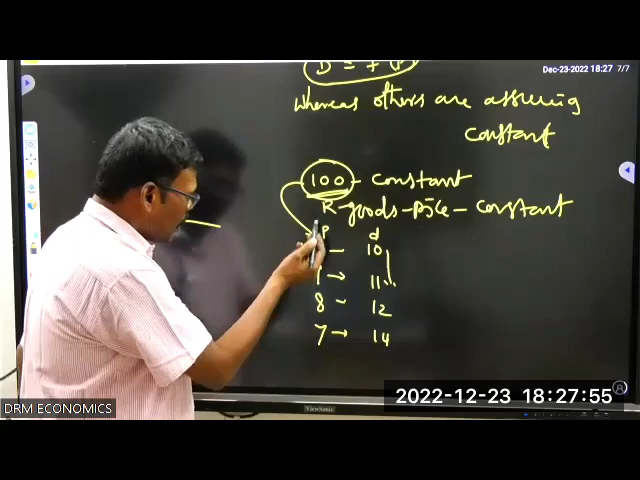 Dec-23-2022 18:27 7/7
D = f (P)
Whereas others are assuming
constant
100 - constant
R-goods-price - constant
P d
- 10
→ 11
8 - 12
7 → 14
2022-12-23 18:27:55
DRM ECONOMICS
ViewSonic